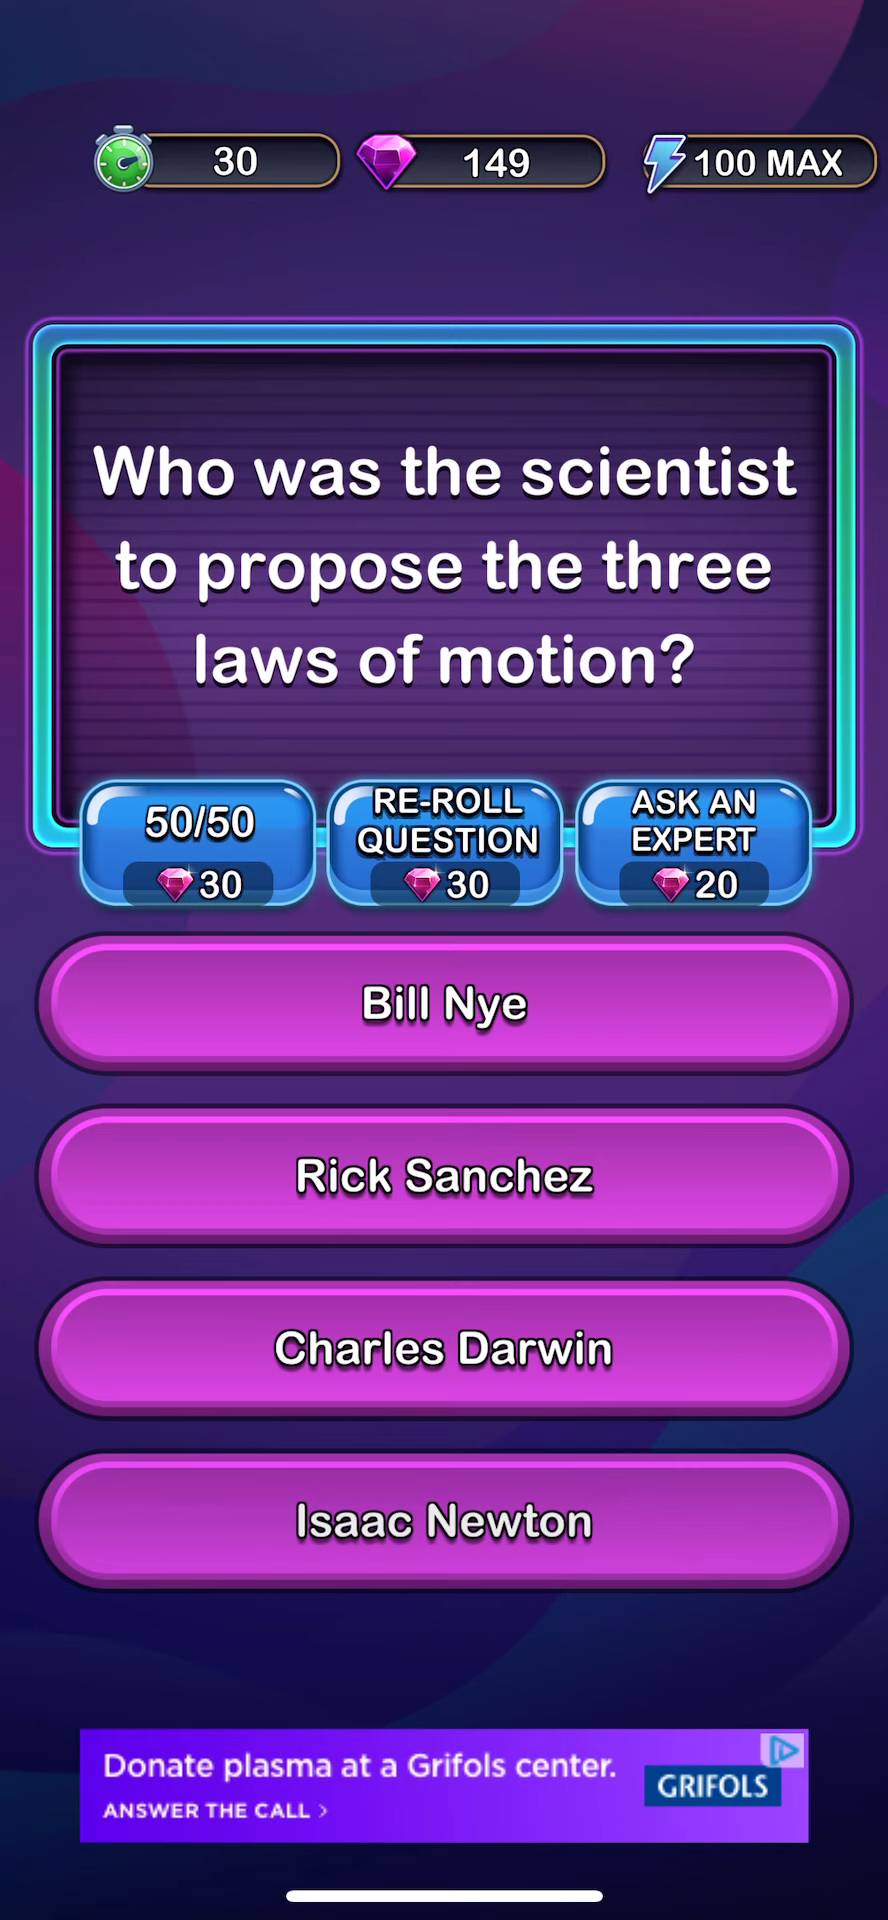 30
149
100 MAX
Who was the scientist
to propose the three
laws of motion?
50/50
30
RE-ROLL
QUESTION
30
ASK AN
EXPERT
20
Bill Nye
Rick Sanchez
Charles Darwin
Isaac Newton
Donate plasma at a Grifols center.
ANSWER THE CALL >
GRIFOLS